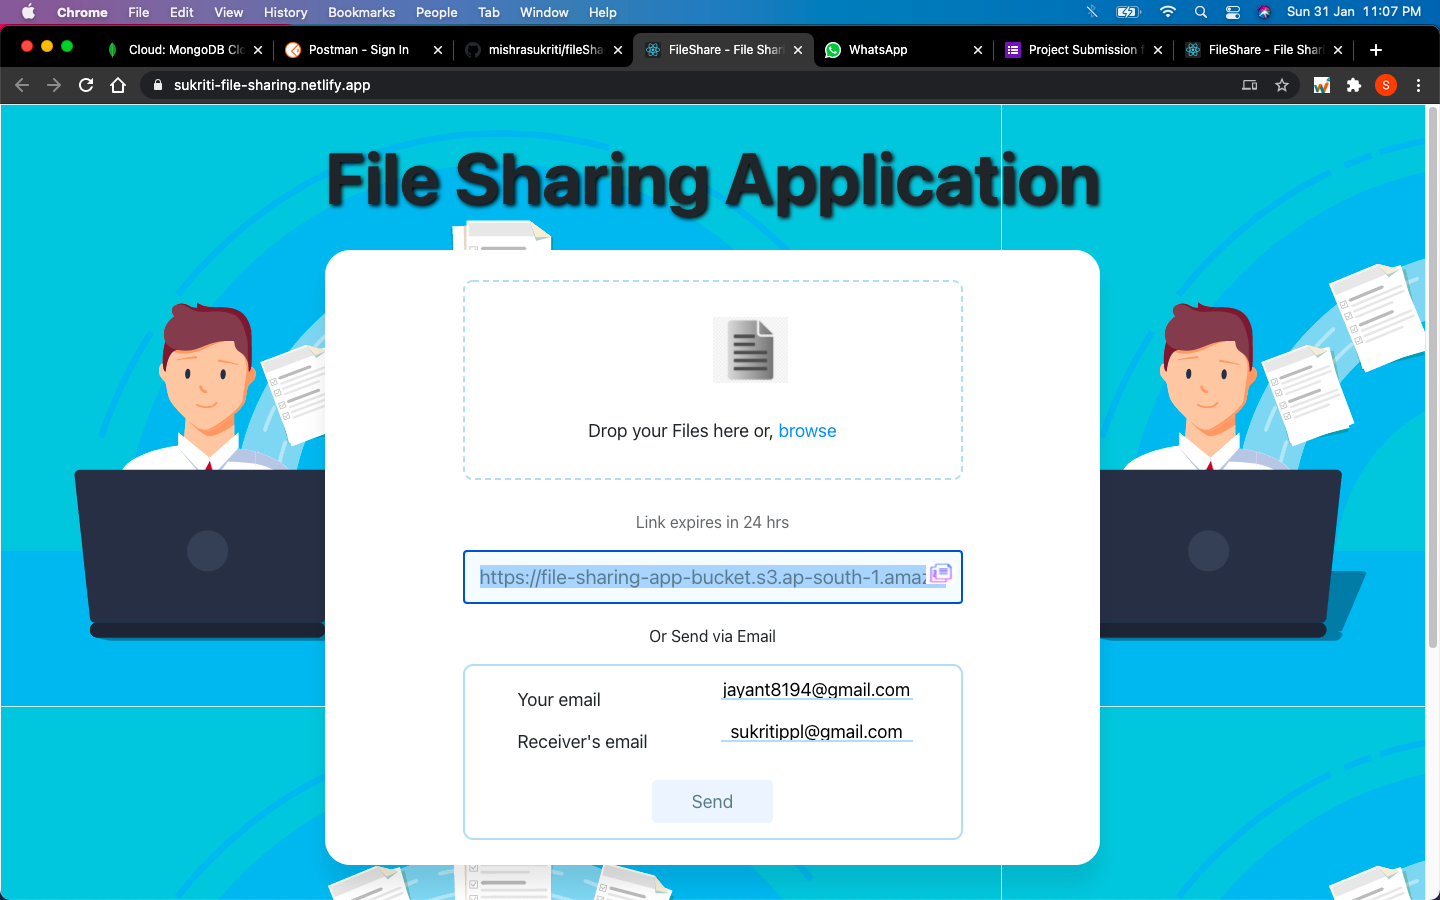 Chrome File Edit View History Bookmarks People Tab Window Help Sun 31 Jan 11:07 PM
Cloud: MongoDB Clo Postman - Sign In mishrasukriti/fileSha FileShare - File Shari WhatsApp Project Submission f FileShare - File Shari
sukriti-file-sharing.netlify.app S
File Sharing Application
Drop your Files here or, browse
Link expires in 24 hrs
https://file-sharing-app-bucket.s3.ap-south-1.amaz
Or Send via Email
Your email jayant8194@gmail.com
Receiver's email sukritippl@gmail.com
Send